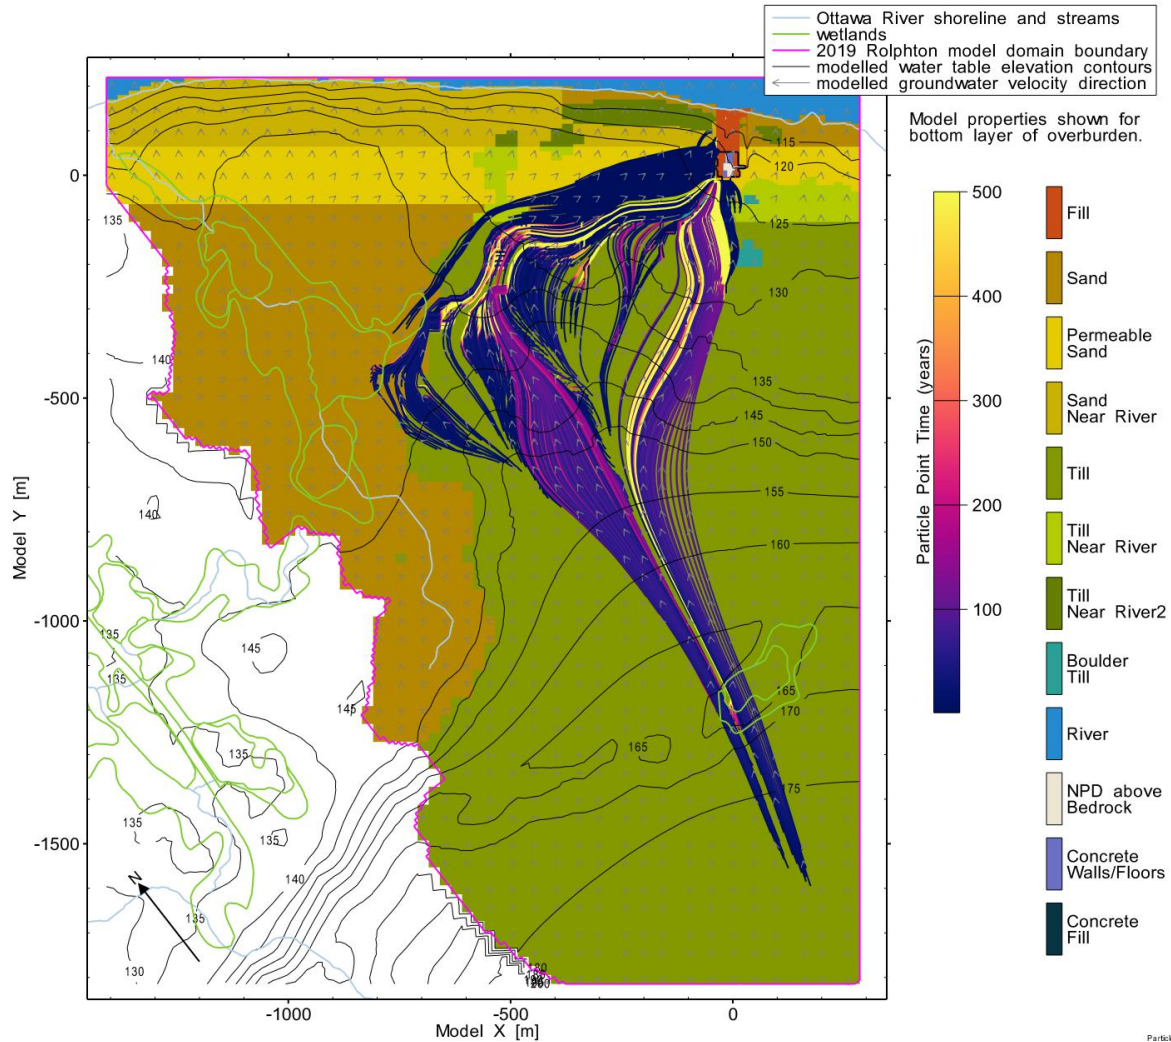 Ottawa River shoreline and streams
wetlands
2019 Rolphton model domain boundary
modelled water table elevation contours
modelled groundwater velocity direction
Model properties shown for
bottom layer of overburden.
Particle Point Time (years)
500
400
300
200
100
Fill
Sand
Permeable
Sand
Sand
Near River
Till
Till
Near River
Till
Near River2
Boulder
Till
River
NPD above
Bedrock
Concrete
Walls/Floors
Concrete
Fill
Model Y [m]
0
-500
-1000
-1500
Model X [m]
-1000
-500
0
115
120
125
130
135
145
150
155
160
165
170
175
165
135
140
140
145
145
135
135
135
135
135
135
140
130
N